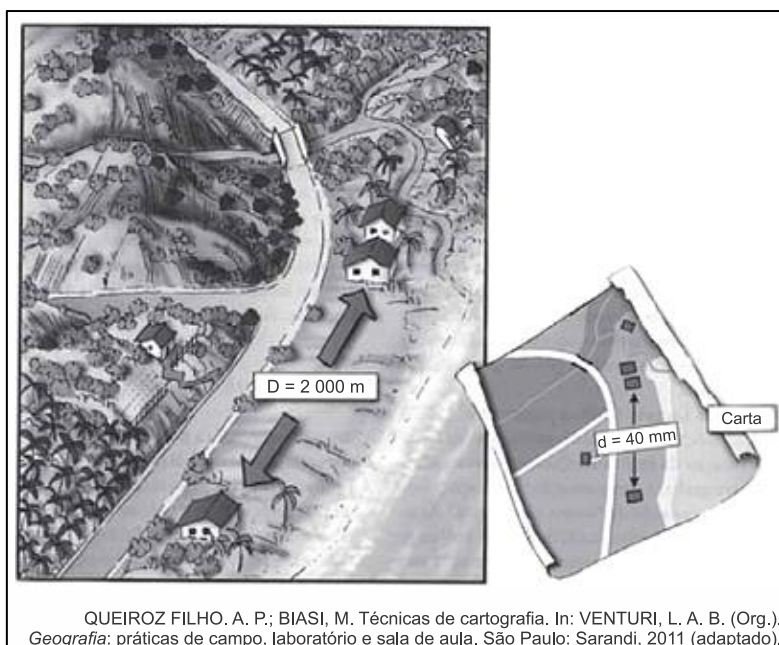 D = 2 000 m
Carta
d = 40 mm
QUEIROZ FILHO. A. P.; BIASI, M. Técnicas de cartografia. In: VENTURI, L. A. B. (Org.).
Geografia: práticas de campo, laboratório e sala de aula, São Paulo: Sarandi, 2011 (adaptado).